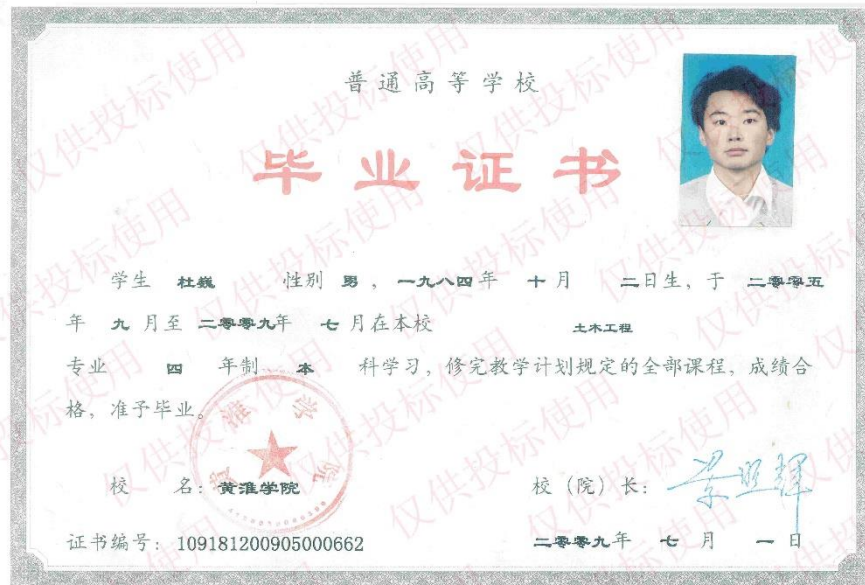 普通高等学校
毕业证书
学生 杜巍 性别 男，一九八四年 十月 二日生，于 二零零五
年 九 月至 二零零九年 七 月在本校 土木工程
专业 四 年制 本 科学习，修完教学计划规定的全部课程，成绩合
格，准予毕业。
校 名：黄淮学院 校（院）长：
证书编号：109181200905000662 二零零九年 七 月 一 日
仅供投标使用